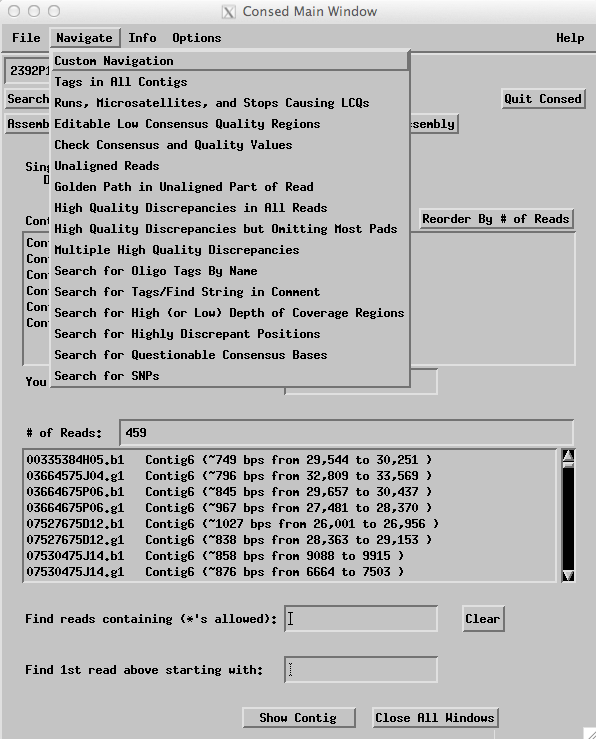 Consed Main Window
File Navigate Info Options Help
2392P1
Custom Navigation
Tags in All Contigs
Search
Runs, Microsatellites, and Stops Causing LCQs
Quit Consed
Assemb
Editable Low Consensus Quality Regions
sembly
Check Consensus and Quality Values
Sing
Unaligned Reads
D
Golden Path in Unaligned Part of Read
High Quality Discrepancies in All Reads
Cont
High Quality Discrepancies but Omitting Most Pads
Reorder By # of Reads
Con
Multiple High Quality Discrepancies
Con
Search for Oligo Tags By Name
Con
Search for Tags/Find String in Comment
Con
Search for High (or Low) Depth of Coverage Regions
Con
Search for Highly Discrepant Positions
Con
Search for Questionable Consensus Bases
You
Search for SNPs
# of Reads: 459
00335384H05.b1 Contig6 (~749 bps from 29,544 to 30,251 )
03664575J04.g1 Contig6 (~796 bps from 32,809 to 33,569 )
03664675P06.b1 Contig6 (~845 bps from 29,657 to 30,437 )
03664675P06.g1 Contig6 (~967 bps from 27,481 to 28,370 )
07527675D12.b1 Contig6 (~1027 bps from 26,001 to 26,956 )
07527675D12.g1 Contig6 (~838 bps from 28,363 to 29,153 )
07530475J14.b1 Contig6 (~858 bps from 9088 to 9915 )
07530475J14.g1 Contig6 (~876 bps from 6664 to 7503 )
Find reads containing (*'s allowed): Clear
Find 1st read above starting with:
Show Contig Close All Windows